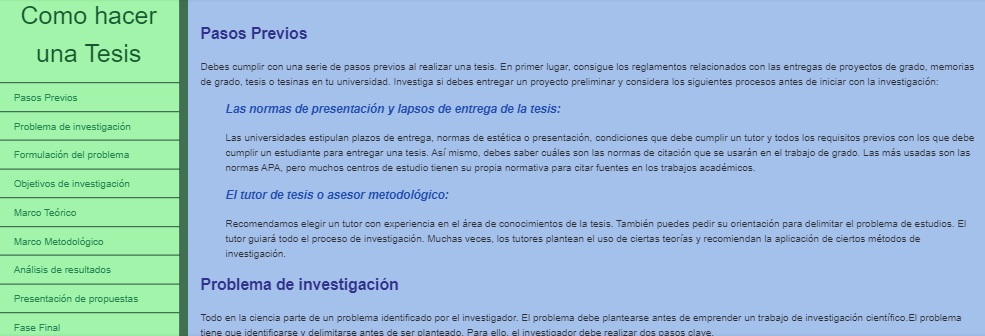 Como hacer
una Tesis
Pasos Previos
Problema de investigación
Formulación del problema
Objetivos de investigación
Marco Teórico
Marco Metodológico
Análisis de resultados
Presentación de propuestas
Fase Final
Pasos Previos
Debes cumplir con una serie de pasos previos al realizar una tesis. En primer lugar, consigue los reglamentos relacionados con las entregas de proyectos de grado, memorias
de grado, tesis o tesinas en tu universidad. Investiga si debes entregar un proyecto preliminar y considera los siguientes procesos antes de iniciar con la investigación:
Las normas de presentación y lapsos de entrega de la tesis:
Las universidades estipulan plazos de entrega, normas de estética o presentación, condiciones que debe cumplir un tutor y todos los requisitos previos con los que debe
cumplir un estudiante para entregar una tesis. Así mismo, debes saber cuáles son las normas de citación que se usarán en el trabajo de grado. Las más usadas son las
normas APA, pero muchos centros de estudio tienen su propia normativa para citar fuentes en los trabajos académicos.
El tutor de tesis o asesor metodológico:
Recomendamos elegir un tutor con experiencia en el área de conocimientos de la tesis. También puedes pedir su orientación para delimitar el problema de estudios. El
tutor guiará todo el proceso de investigación. Muchas veces, los tutores plantean el uso de ciertas teorías y recomiendan la aplicación de ciertos métodos de
investigación.
Problema de investigación
Todo en la ciencia parte de un problema identificado por el investigador. El problema debe plantearse antes de emprender un trabajo de investigación científico.El problema
tiene que identificarse y delimitarse antes de ser planteado. Para ello, el investigador debe realizar dos pasos clave.